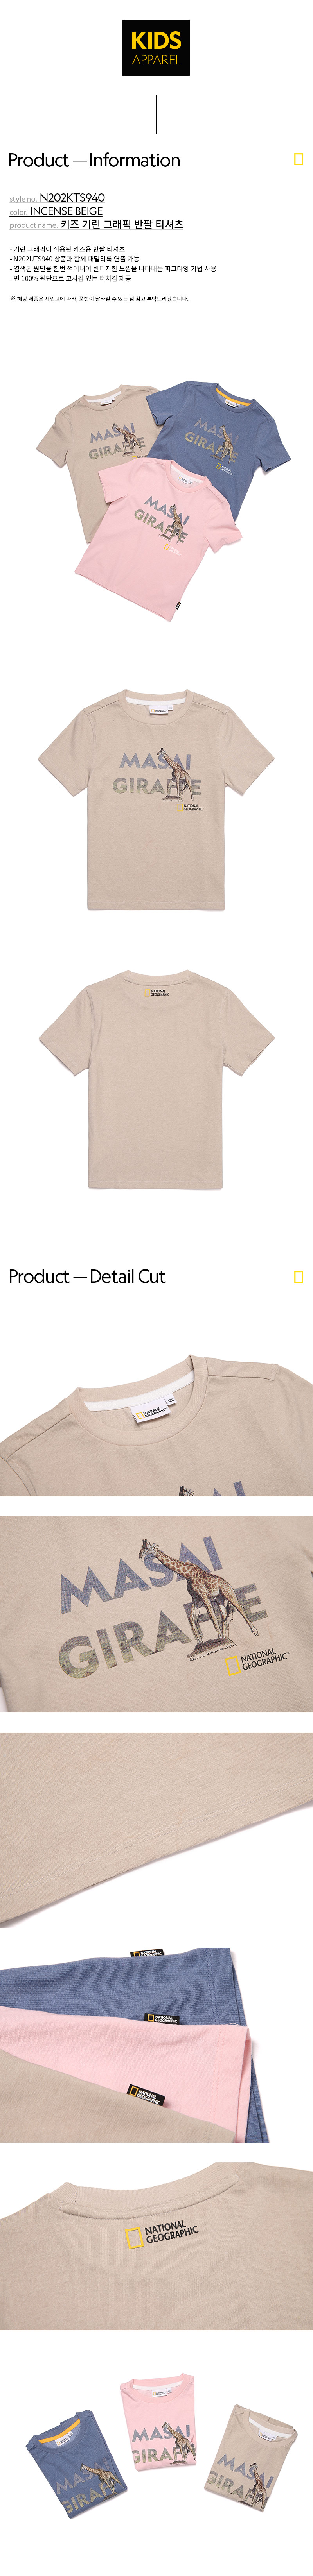 KIDS
APPAREL
Product — Information
style no. N202KTS940
color. INCENSE BEIGE
product name. 키즈 기린 그래픽 반팔 티셔츠
- 기린 그래픽이 적용된 키즈용 반팔 티셔츠
- N202UTS940 상품과 함께 패밀리룩 연출 가능
- 염색된 원단을 한번 꺽어내어 빈티지한 느낌을 나타내는 피그다잉 기법 사용
- 면 100% 원단으로 고시감 있는 터치감 제공
※ 해당 제품은 재입고에 따라, 품번이 달라질 수 있는 점 참고 부탁드리겠습니다.
MASAI
GIRAFFE
MASAI
GIRAFFE
NATIONAL
GEOGRAPHIC
MASAI
GIRAFFE
MASAI
GIRAFFE
NATIONAL
GEOGRAPHIC
NATIONAL
GEOGRAPHIC
Product — Detail Cut
NATIONAL
GEOGRAPHIC
MASAI
GIRAFFE
NATIONAL
GEOGRAPHIC
NATIONAL
GEOGRAPHIC
NATIONAL
GEOGRAPHIC
NATIONAL
GEOGRAPHIC
NATIONAL
GEOGRAPHIC
MASAI
GIRAFFE
MASAI
GIRAFFE
MASAI
GIRAFFE